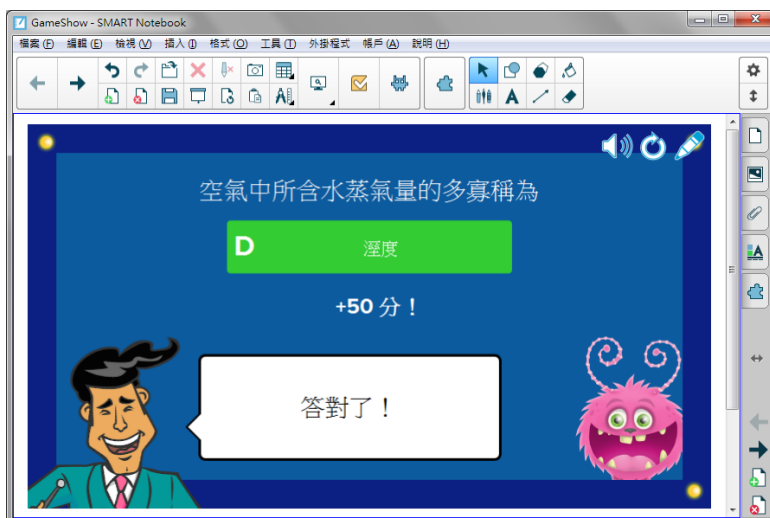 GameShow - SMART Notebook
檔案(F) 編輯(E) 檢視(V) 插入(I) 格式(O) 工具(T) 外掛程式 帳戶(A) 說明(H)
空氣中所含水蒸氣量的多寡稱為
D 溼度
+50 分！
答對了！